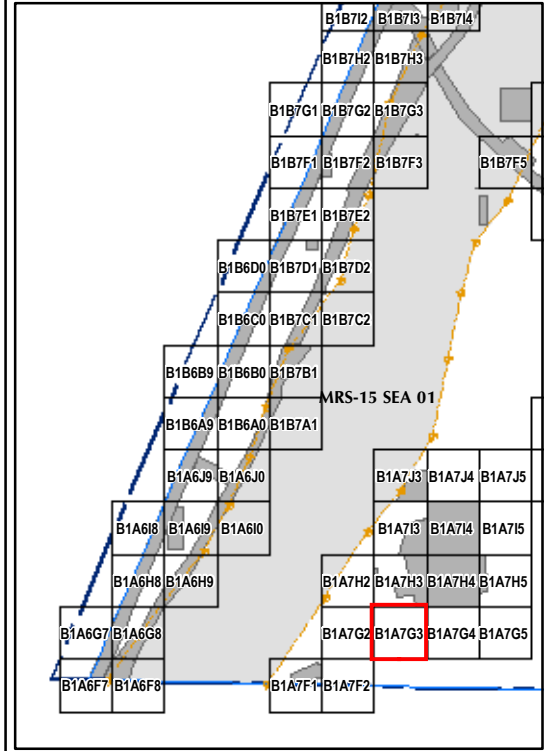 B1B7I2 B1B7I3 B1B7I4
B1B7H2 B1B7H3
B1B7G1 B1B7G2 B1B7G3
B1B7F1 B1B7F2 B1B7F3 B1B7F5
B1B7E1 B1B7E2
B1B6D0 B1B7D1 B1B7D2
B1B6C0 B1B7C1 B1B7C2
B1B6B9 B1B6B0 B1B7B1
MRS-15 SEA 01
B1B6A9 B1B6A0 B1B7A1
B1A6J9 B1A6J0 B1A7J3 B1A7J4 B1A7J5
B1A6I8 B1A6I9 B1A6I0 B1A7I3 B1A7I4 B1A7I5
B1A6H8 B1A6H9 B1A7H2 B1A7H3 B1A7H4 B1A7H5
B1A6G7 B1A6G8 B1A7G2 B1A7G3 B1A7G4 B1A7G5
B1A6F7 B1A6F8 B1A7F1 B1A7F2